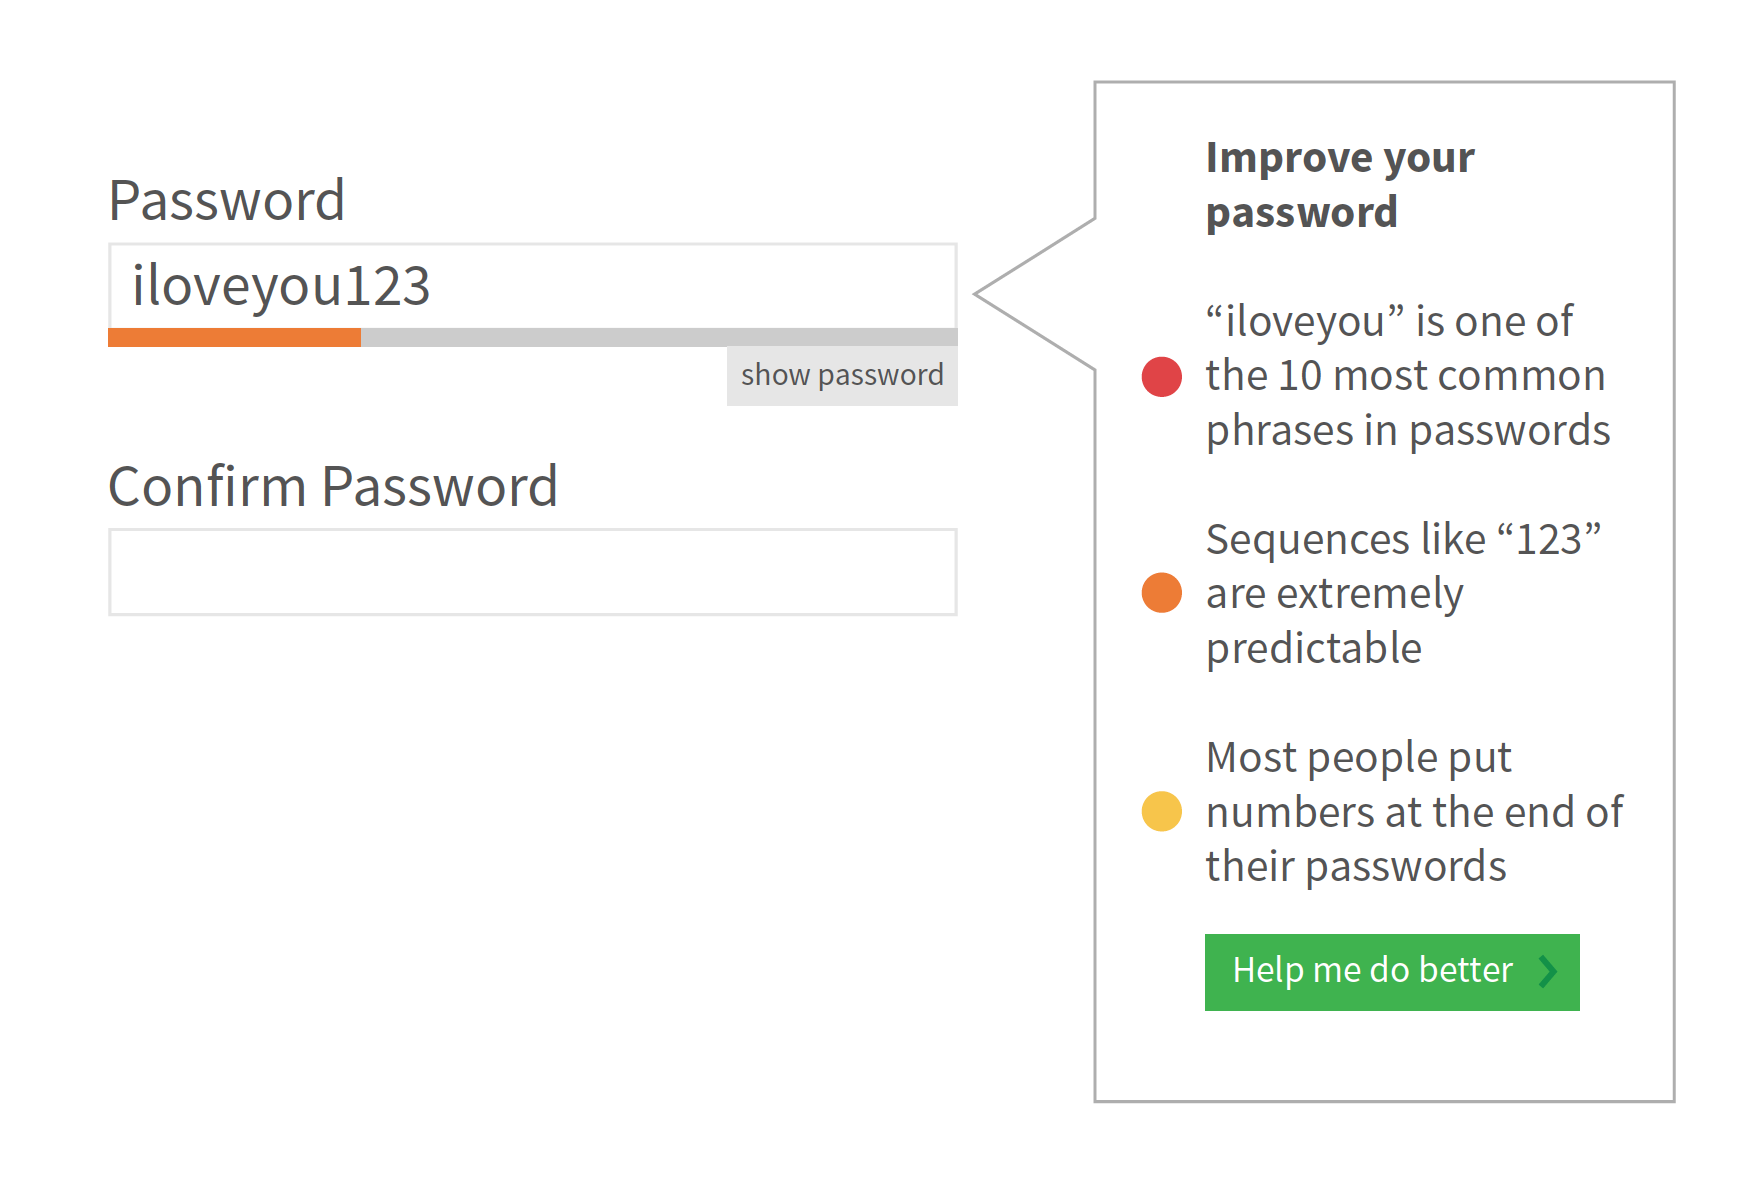 Password
iloveyou123
show password
Confirm Password
Improve your
password
“iloveyou” is one of
the 10 most common
phrases in passwords
Sequences like “123”
are extremely
predictable
Most people put
numbers at the end of
their passwords
Help me do better